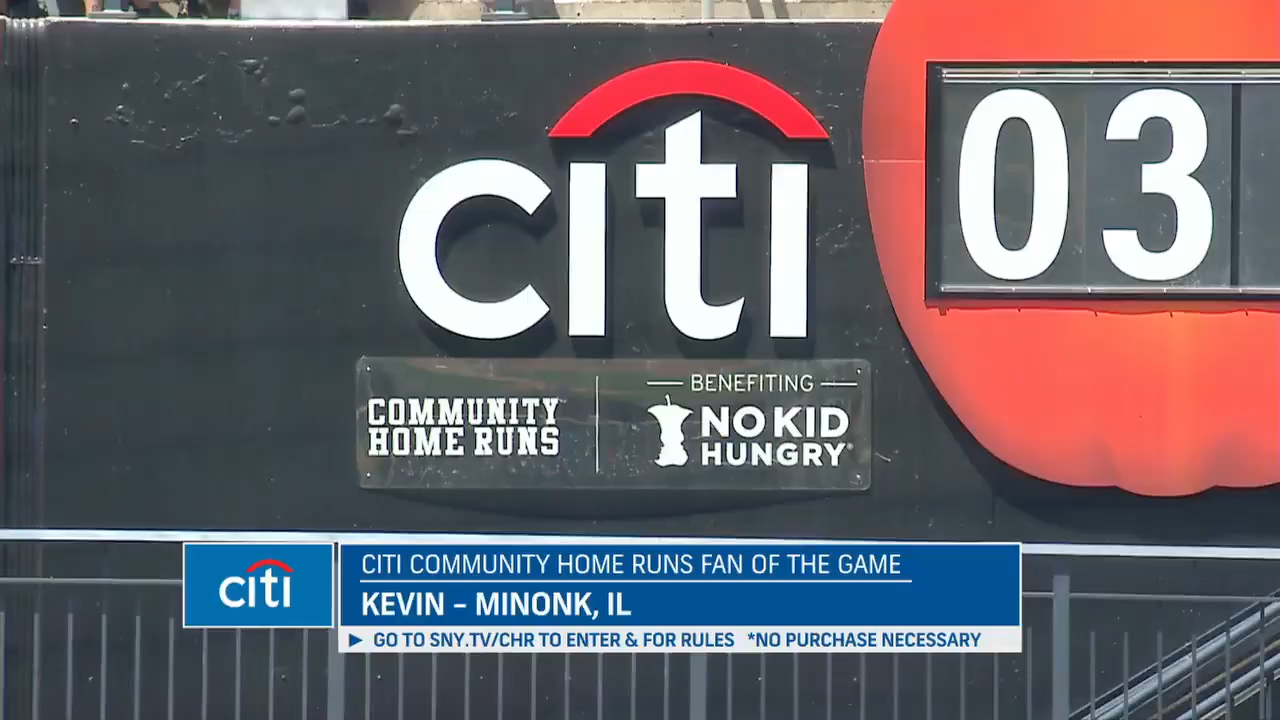 citi
03
COMMUNITY
HOME RUNS
BENEFITING
NO KID
HUNGRY®
citi
CITI COMMUNITY HOME RUNS FAN OF THE GAME
KEVIN – MINONK, IL
► GO TO SNY.TV/CHR TO ENTER & FOR RULES *NO PURCHASE NECESSARY